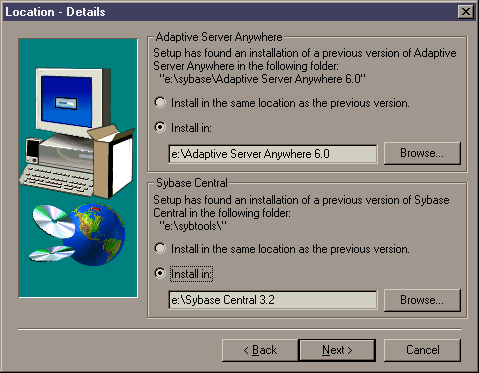 Location - Details
Adaptive Server Anywhere
Setup has found an installation of a previous version of Adaptive
Server Anywhere in the following folder:
"e:\sybase\Adaptive Server Anywhere 6.0"
Install in the same location as the previous version.
Install in:
e:\Adaptive Server Anywhere 6.0
Browse...
Sybase Central
Setup has found an installation of a previous version of Sybase
Central in the following folder:
"e:\sybtools\"
Install in the same location as the previous version.
Install in:
e:\Sybase Central 3.2
Browse...
< Back
Next >
Cancel